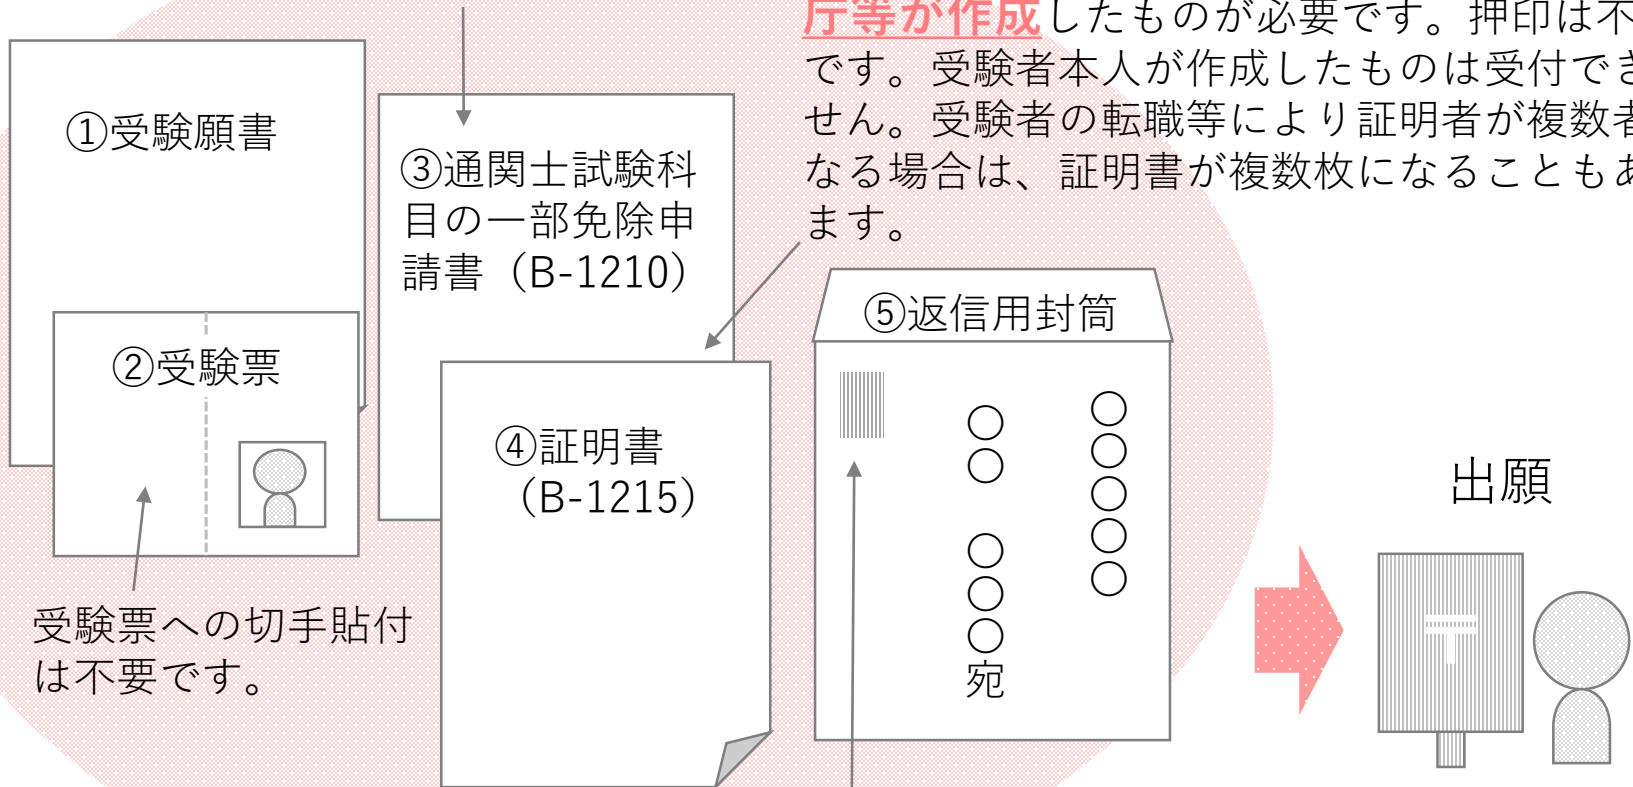 庁等が作成したものが必要です。押印は不
です。受験者本人が作成したものは受付でき
せん。受験者の転職等により証明者が複数者
なる場合は、証明書が複数枚になることもあ
ます。
①受験願書
②受験票
③通関士試験科
目の一部免除申
請書（B-1210）
④証明書
（B-1215）
⑤返信用封筒
〇〇〇〇〇
〇〇 〇〇〇宛
受験票への切手貼付
は不要です。
出願
〒